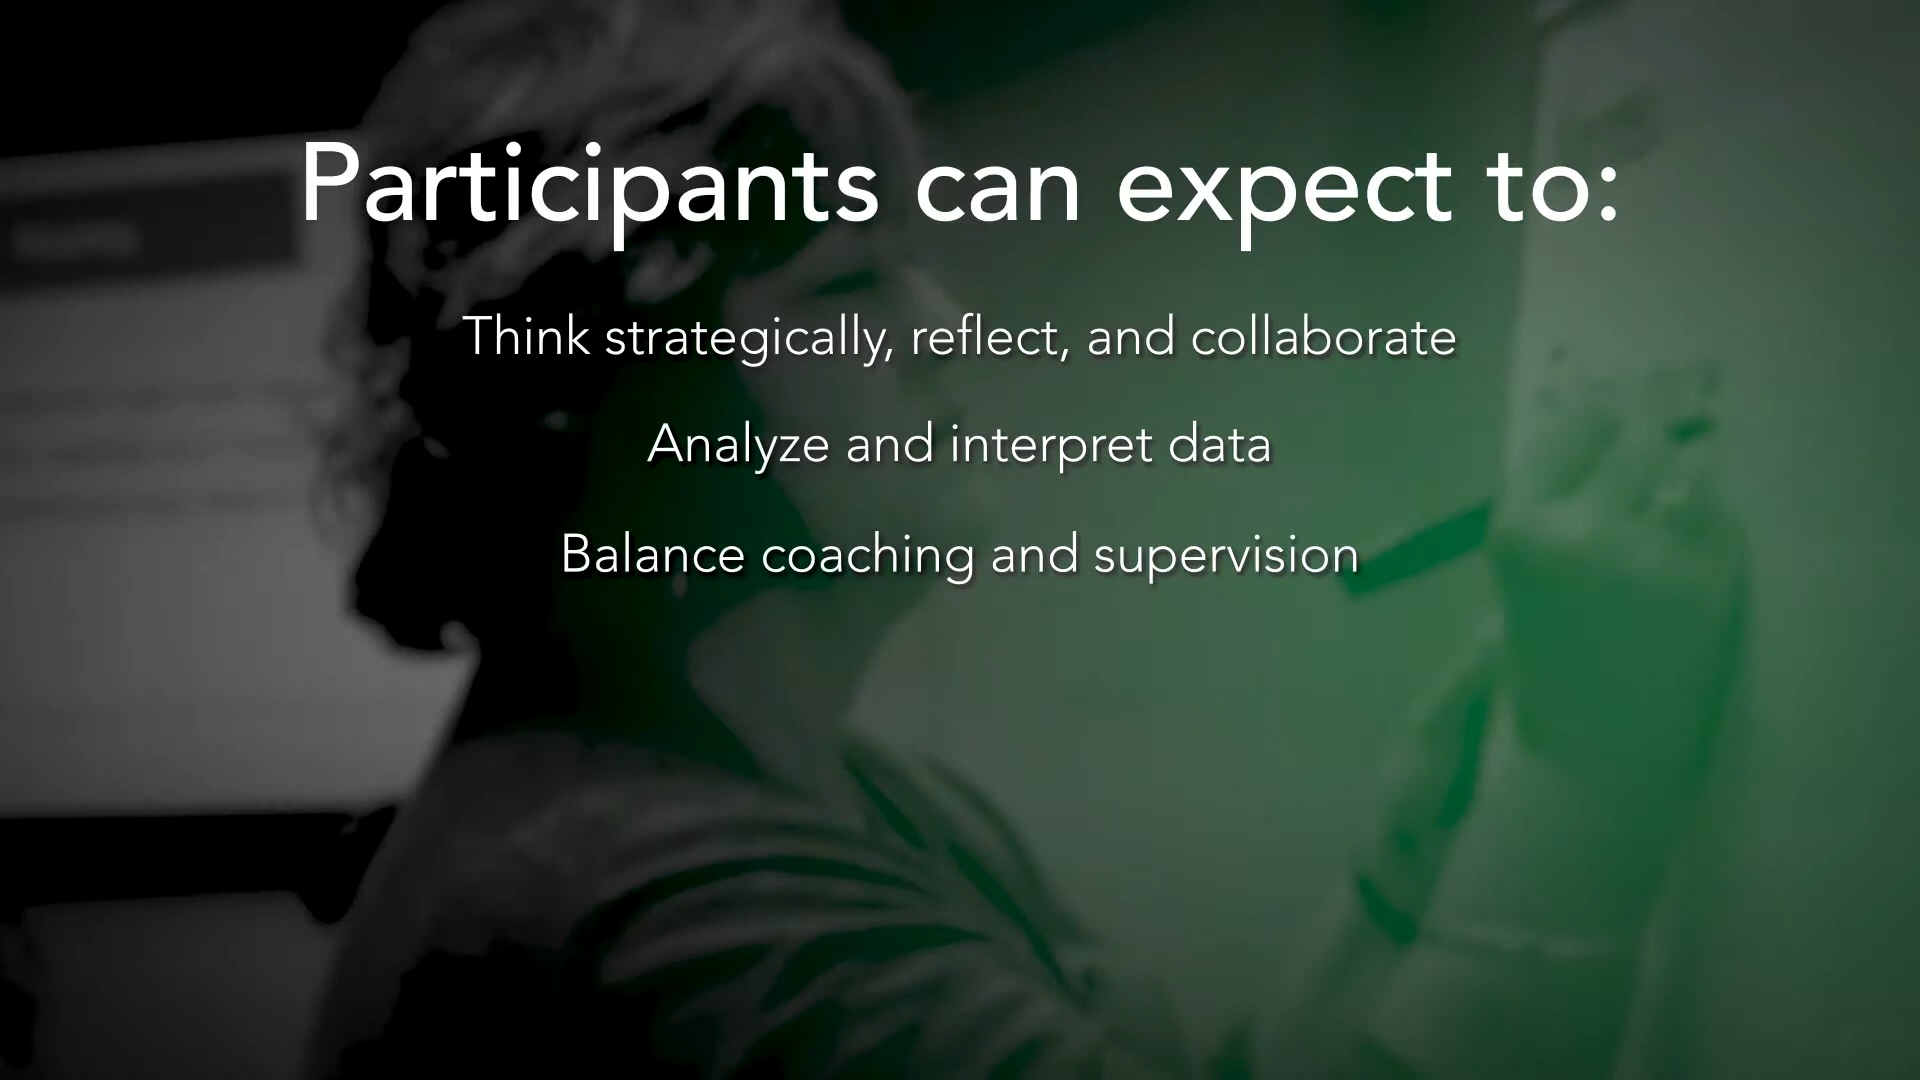 Participants can expect to:
Think strategically, reflect, and collaborate
Analyze and interpret data
Balance coaching and supervision